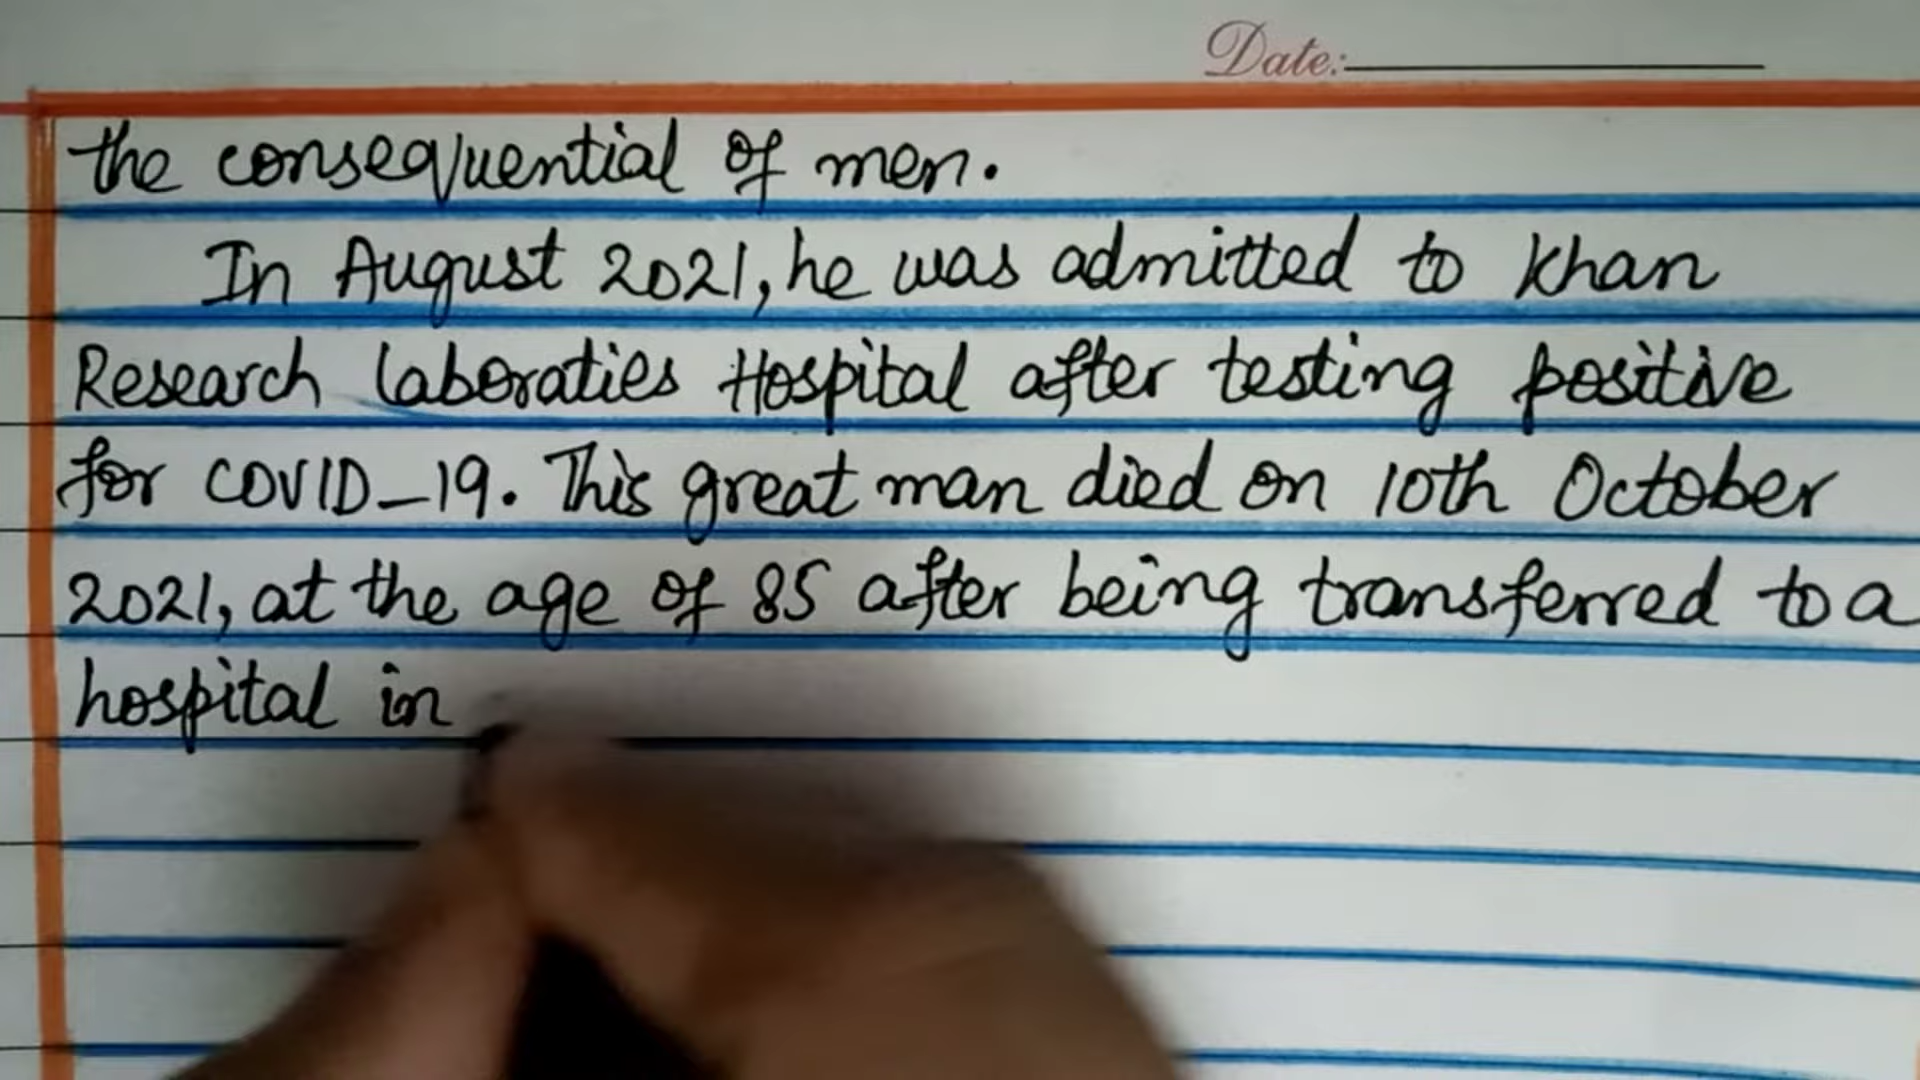 Date:
the consequential of men.
In August 2021, he was admitted to Khan
Research laboraties Hospital after testing positive
for COVID_19. This great man died on 10th October
2021, at the age of 85 after being transferred to a
hospital in